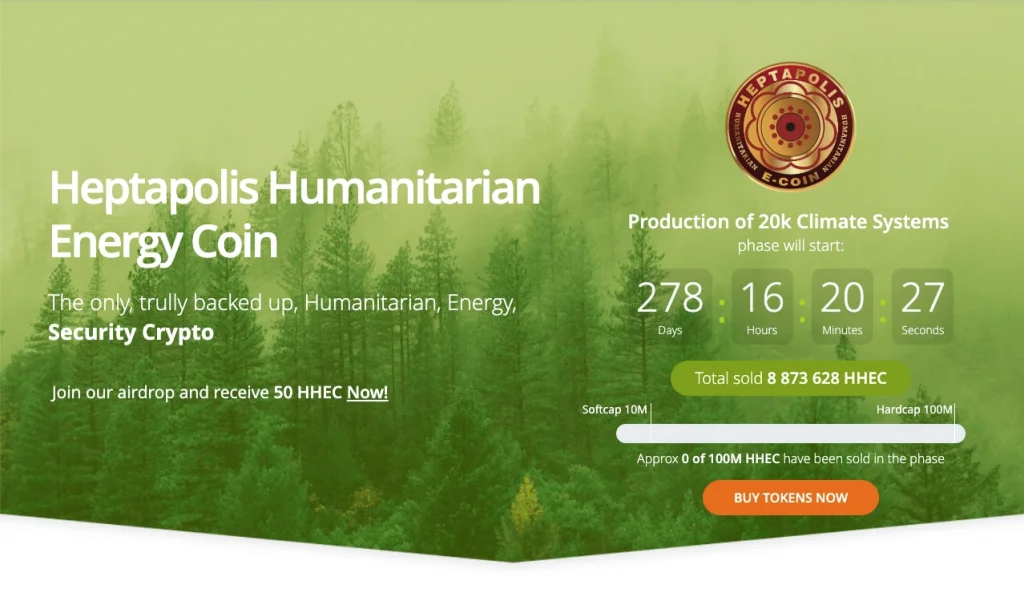 Heptapolis Humanitarian
Energy Coin
The only, trully backed up, Humanitarian, Energy,
Security Crypto
Join our airdrop and receive 50 HHEC Now!
HEPTAPOLIS
HUMANITARIAN
HUMANITARIAN
E-COIN
Production of 20k Climate Systems
phase will start:
278 : 16 : 20 : 27
Days Hours Minutes Seconds
Total sold 8 873 628 HHEC
Softcap 10M Hardcap 100M
Approx 0 of 100M HHEC have been sold in the phase
BUY TOKENS NOW